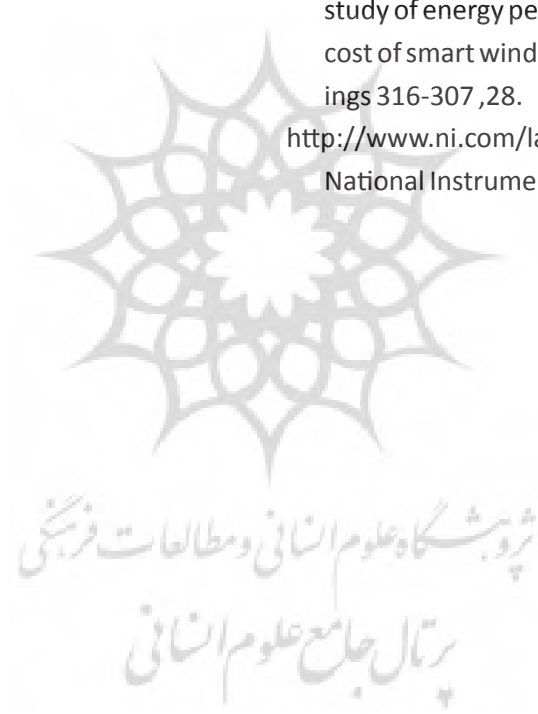 study of energy pe
cost of smart wind
ings 316-307 ,28.
http://www.ni.com/la
National Instrume
پژوهشگاه علوم انسانی و مطالعات فرهنگی
پرتال جامع علوم انسانی